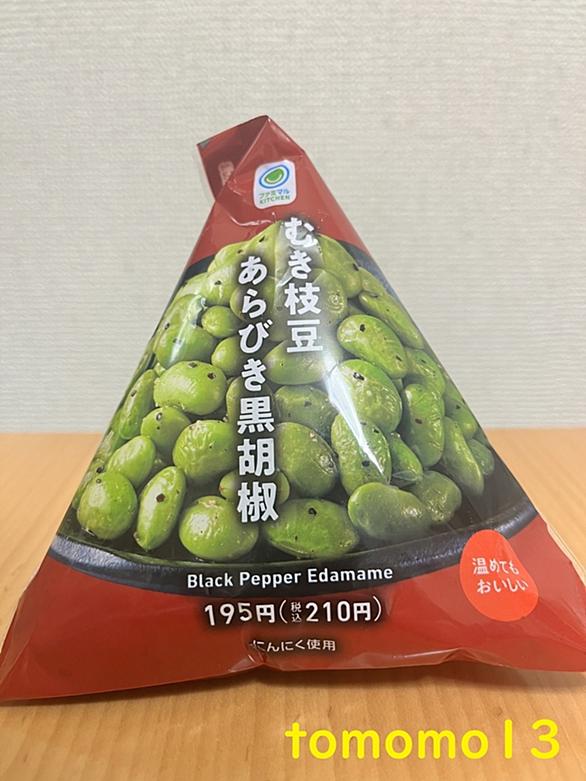 ファミマル
KITCHEN
むき枝豆
あらびき黒胡椒
Black Pepper Edamame
195円(税込210円)
温めても
おいしい
にんにく使用
tomomo13